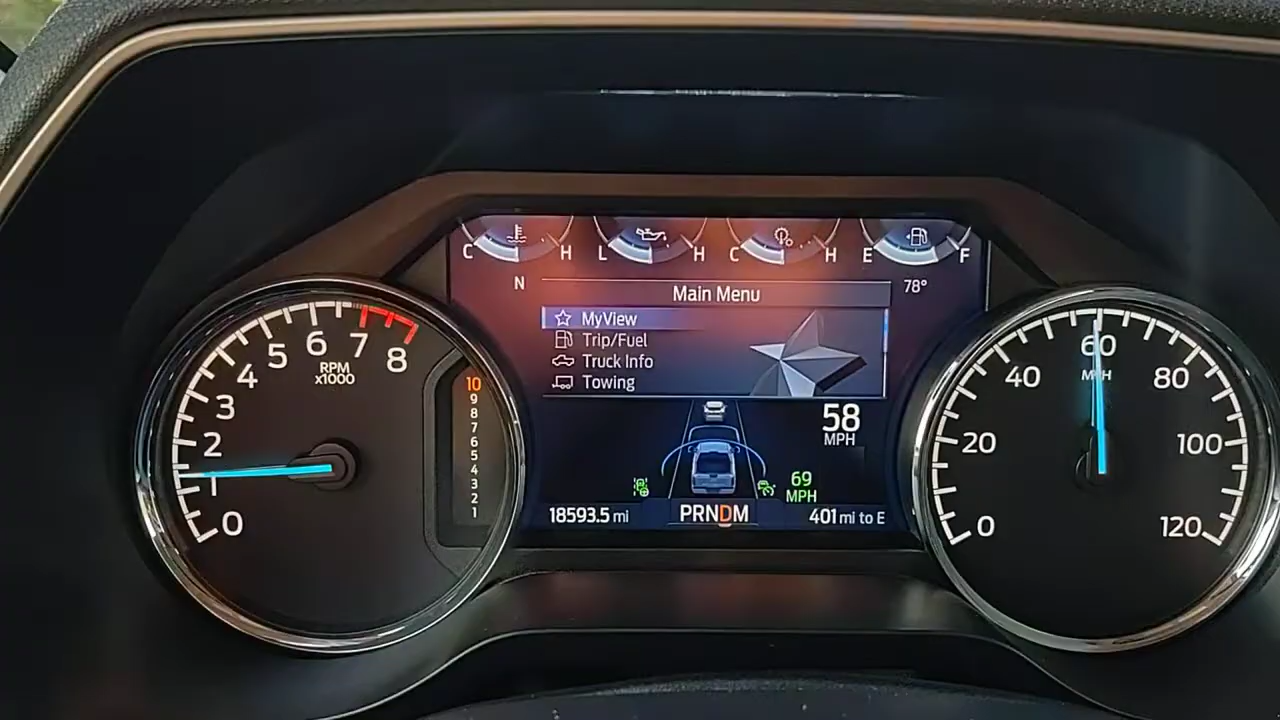 C H L H C H E F
N
78°
Main Menu
MyView
Trip/Fuel
Truck Info
Towing
58
MPH
69
MPH
18593.5 mi
PRNDM
401 mi to E
0
1
2
3
4
5
6
7
8
RPM
x1000
10
9
8
7
6
5
4
3
2
1
0
20
40
60
80
100
120
MPH